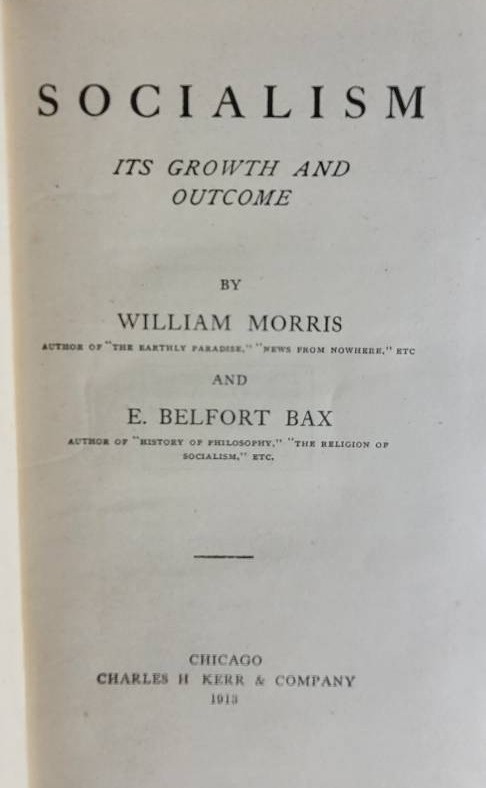 SOCIALISM
ITS GROWTH AND
OUTCOME
BY
WILLIAM MORRIS
AUTHOR OF "THE EARTHLY PARADISE," "NEWS FROM NOWHERE," ETC
AND
E. BELFORT BAX
AUTHOR OF "HISTORY OF PHILOSOPHY," "THE RELIGION OF
SOCIALISM," ETC.
CHICAGO
CHARLES H KERR & COMPANY
1913